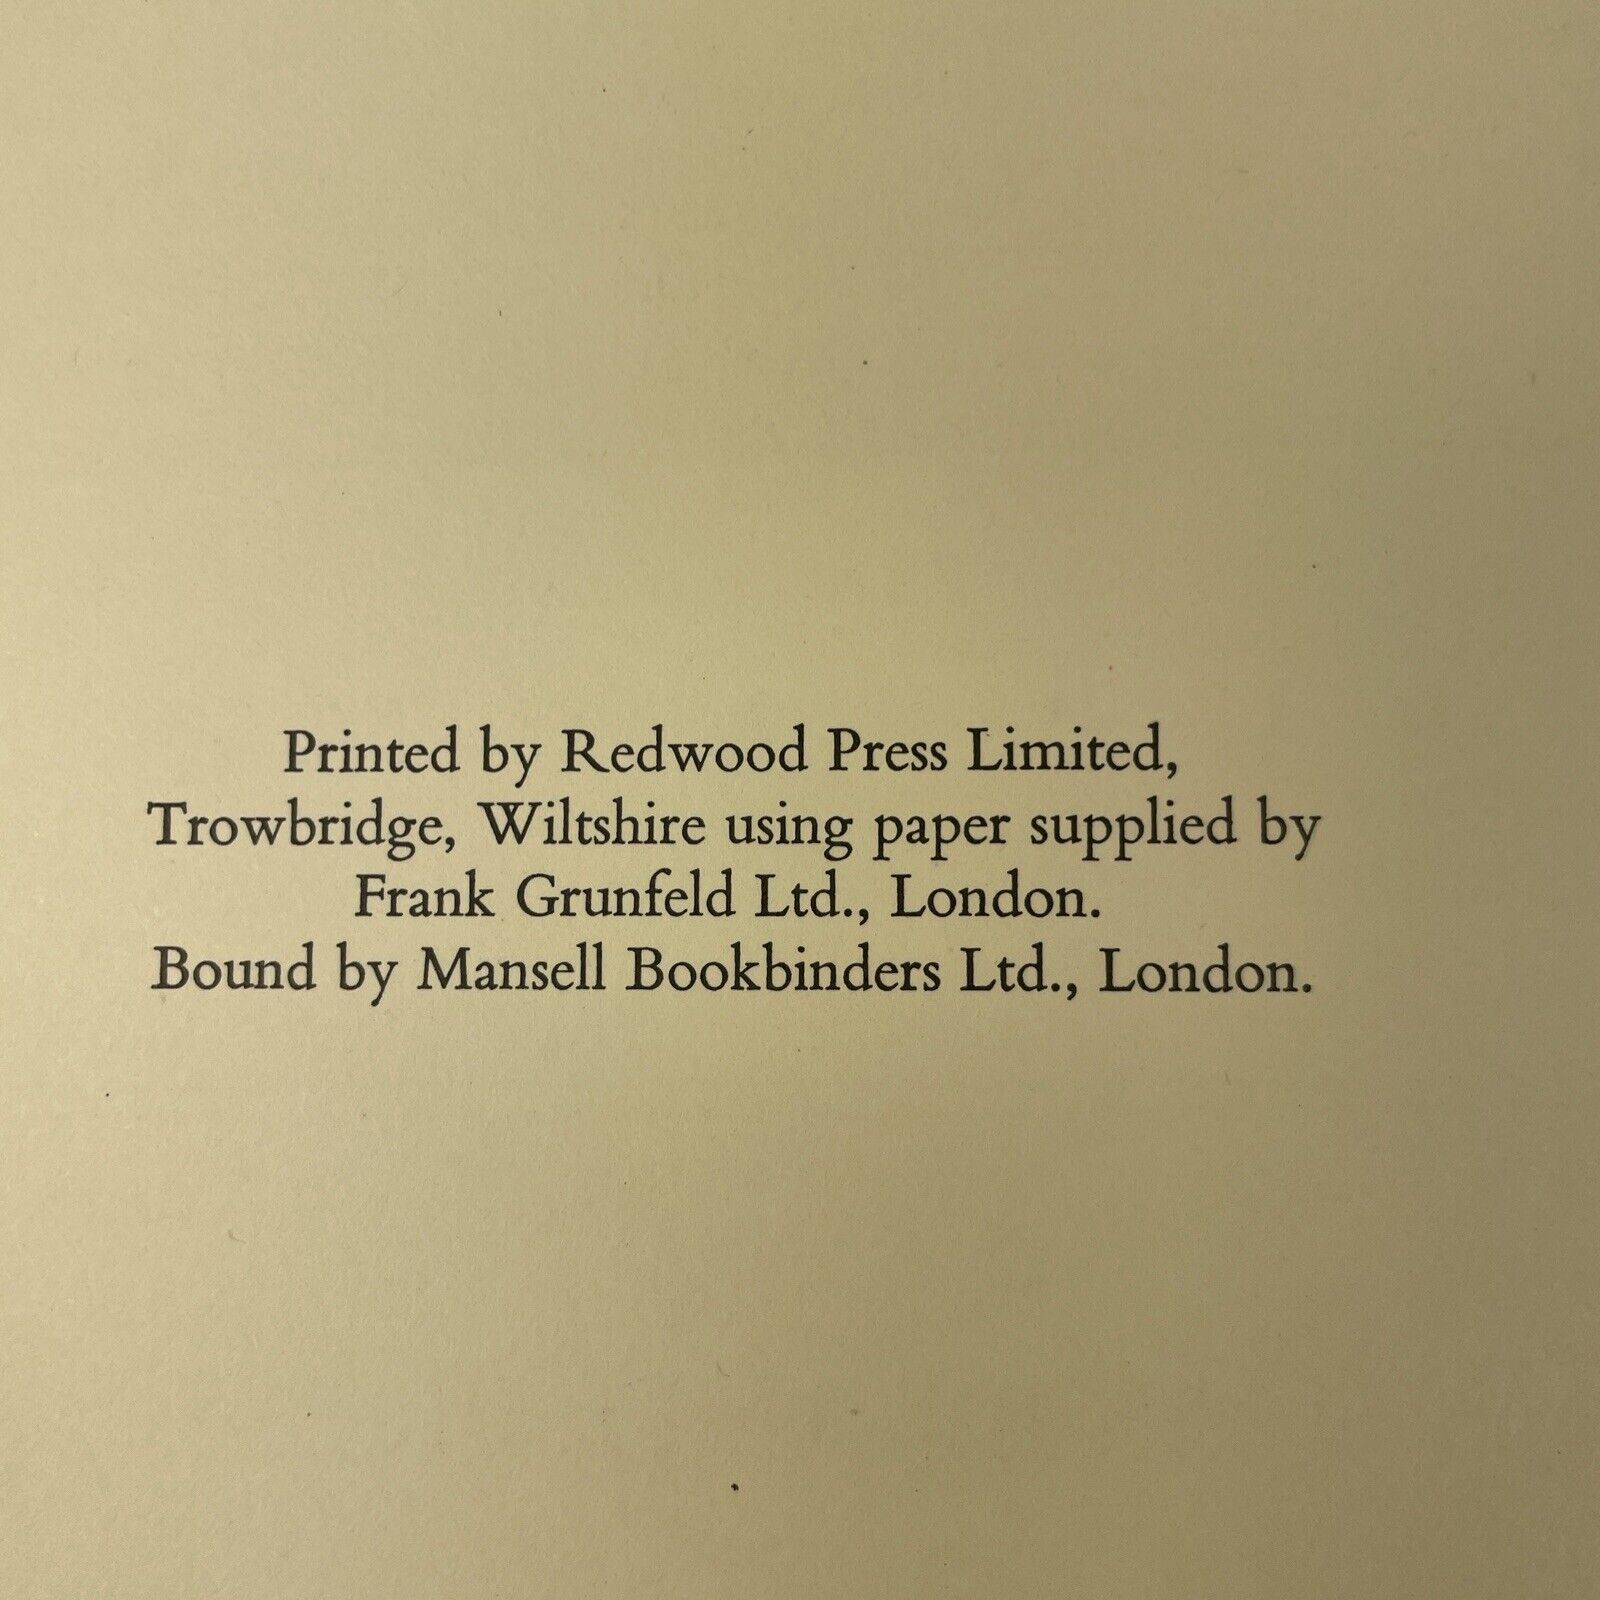 Printed by Redwood Press Limited,
Trowbridge, Wiltshire using paper supplied by
Frank Grunfeld Ltd., London.
Bound by Mansell Bookbinders Ltd., London.